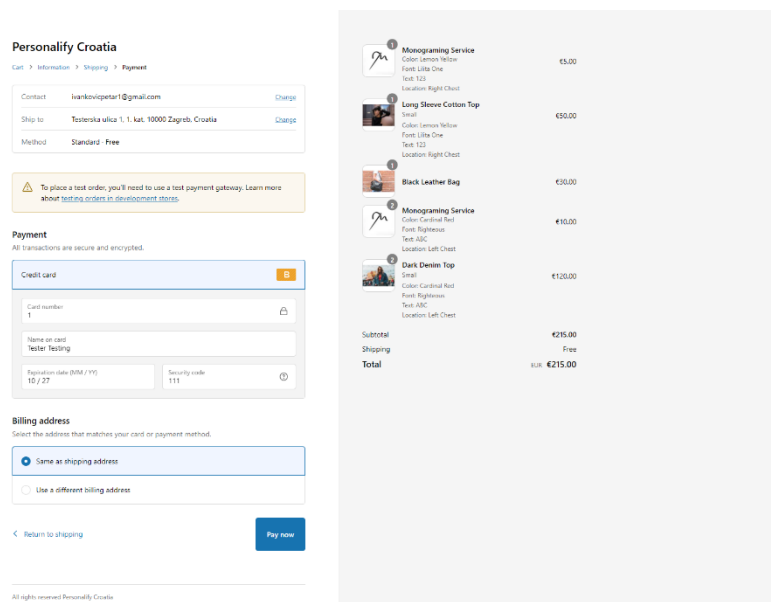 Personalify Croatia
Cart > Information > Shipping > Payment
Contact ivankovicpetar1@gmail.com Change
Ship to Testerska ulica 1, 1. kat, 10000 Zagreb, Croatia Change
Method Standard · Free
To place a test order, you'll need to use a test payment gateway. Learn more
about testing orders in development stores.
Payment
All transactions are secure and encrypted.
Credit card B
Card number
1
Name on card
Tester Testing
Expiration date (MM / YY)
10 / 27
Security code
111
Billing address
Select the address that matches your card or payment method.
Same as shipping address
Use a different billing address
Return to shipping
Pay now
All rights reserved Personalify Croatia
1
Monograming Service
Color: Lemon Yellow
Font: Lilita One
Text: 123
Location: Right Chest
€5.00
1
Long Sleeve Cotton Top
Small
Color: Lemon Yellow
Font: Lilita One
Text: 123
Location: Right Chest
€50.00
1
Black Leather Bag
€30.00
2
Monograming Service
Color: Cardinal Red
Font: Righteous
Text: ABC
Location: Left Chest
€10.00
2
Dark Denim Top
Small
Color: Cardinal Red
Font: Righteous
Text: ABC
Location: Left Chest
€120.00
Subtotal €215.00
Shipping Free
Total EUR €215.00